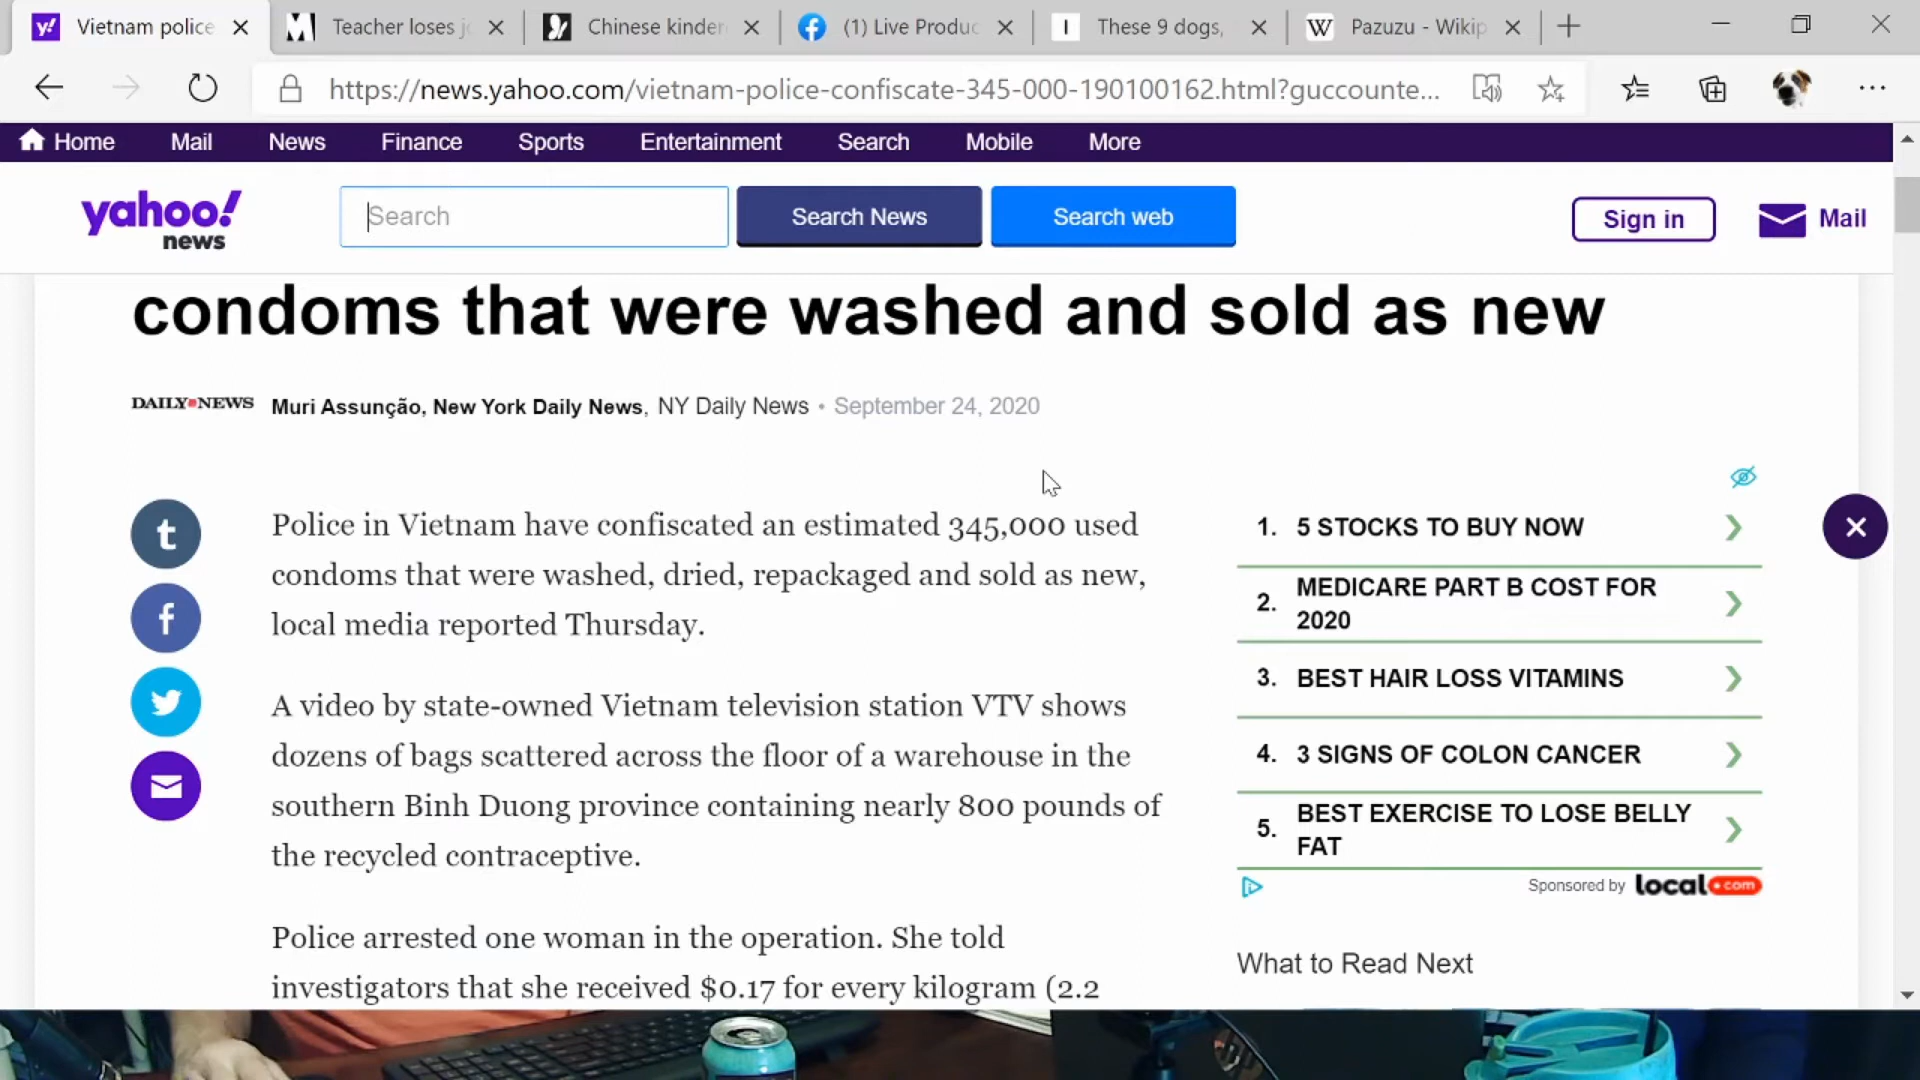 Vietnam police
Teacher loses j
Chinese kinder
(1) Live Produc
These 9 dogs,
Pazuzu - Wikip
https://news.yahoo.com/vietnam-police-confiscate-345-000-190100162.html?guccounte...
Home Mail News Finance Sports Entertainment Search Mobile More
yahoo!
news
Search
Search News
Search web
Sign in
Mail
condoms that were washed and sold as new
DAILY NEWS
Muri Assunção, New York Daily News, NY Daily News • September 24, 2020
Police in Vietnam have confiscated an estimated 345,000 used
condoms that were washed, dried, repackaged and sold as new,
local media reported Thursday.
A video by state-owned Vietnam television station VTV shows
dozens of bags scattered across the floor of a warehouse in the
southern Binh Duong province containing nearly 800 pounds of
the recycled contraceptive.
Police arrested one woman in the operation. She told
investigators that she received $0.17 for every kilogram (2.2
1. 5 STOCKS TO BUY NOW
2. MEDICARE PART B COST FOR
2020
3. BEST HAIR LOSS VITAMINS
4. 3 SIGNS OF COLON CANCER
5. BEST EXERCISE TO LOSE BELLY
FAT
Sponsored by local.com
What to Read Next